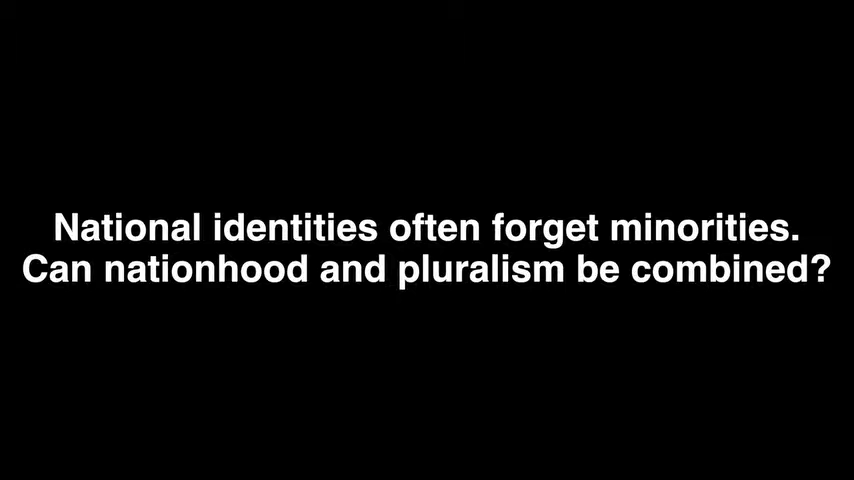 National identities often forget minorities.
Can nationhood and pluralism be combined?